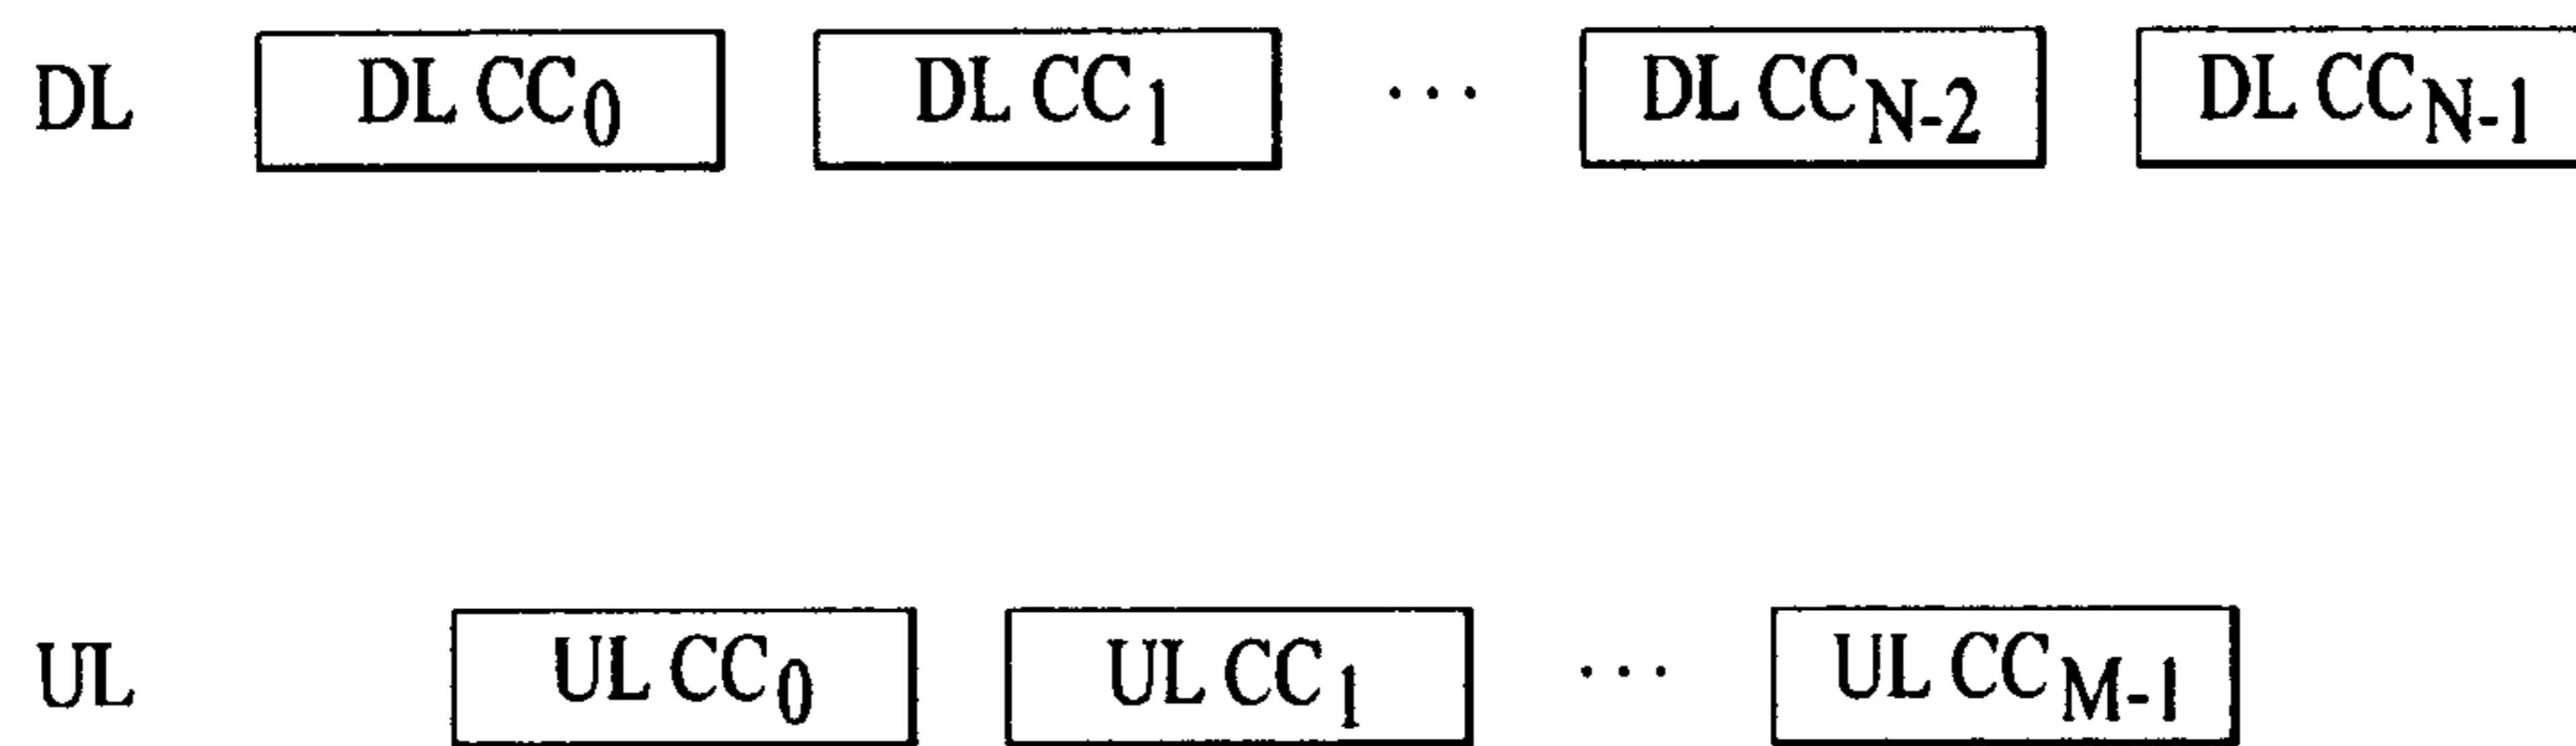 DL DL CC0 DL CC1 ... DL CCN-2 DL CCN-1
UL UL CC0 UL CC1 ... UL CCM-1